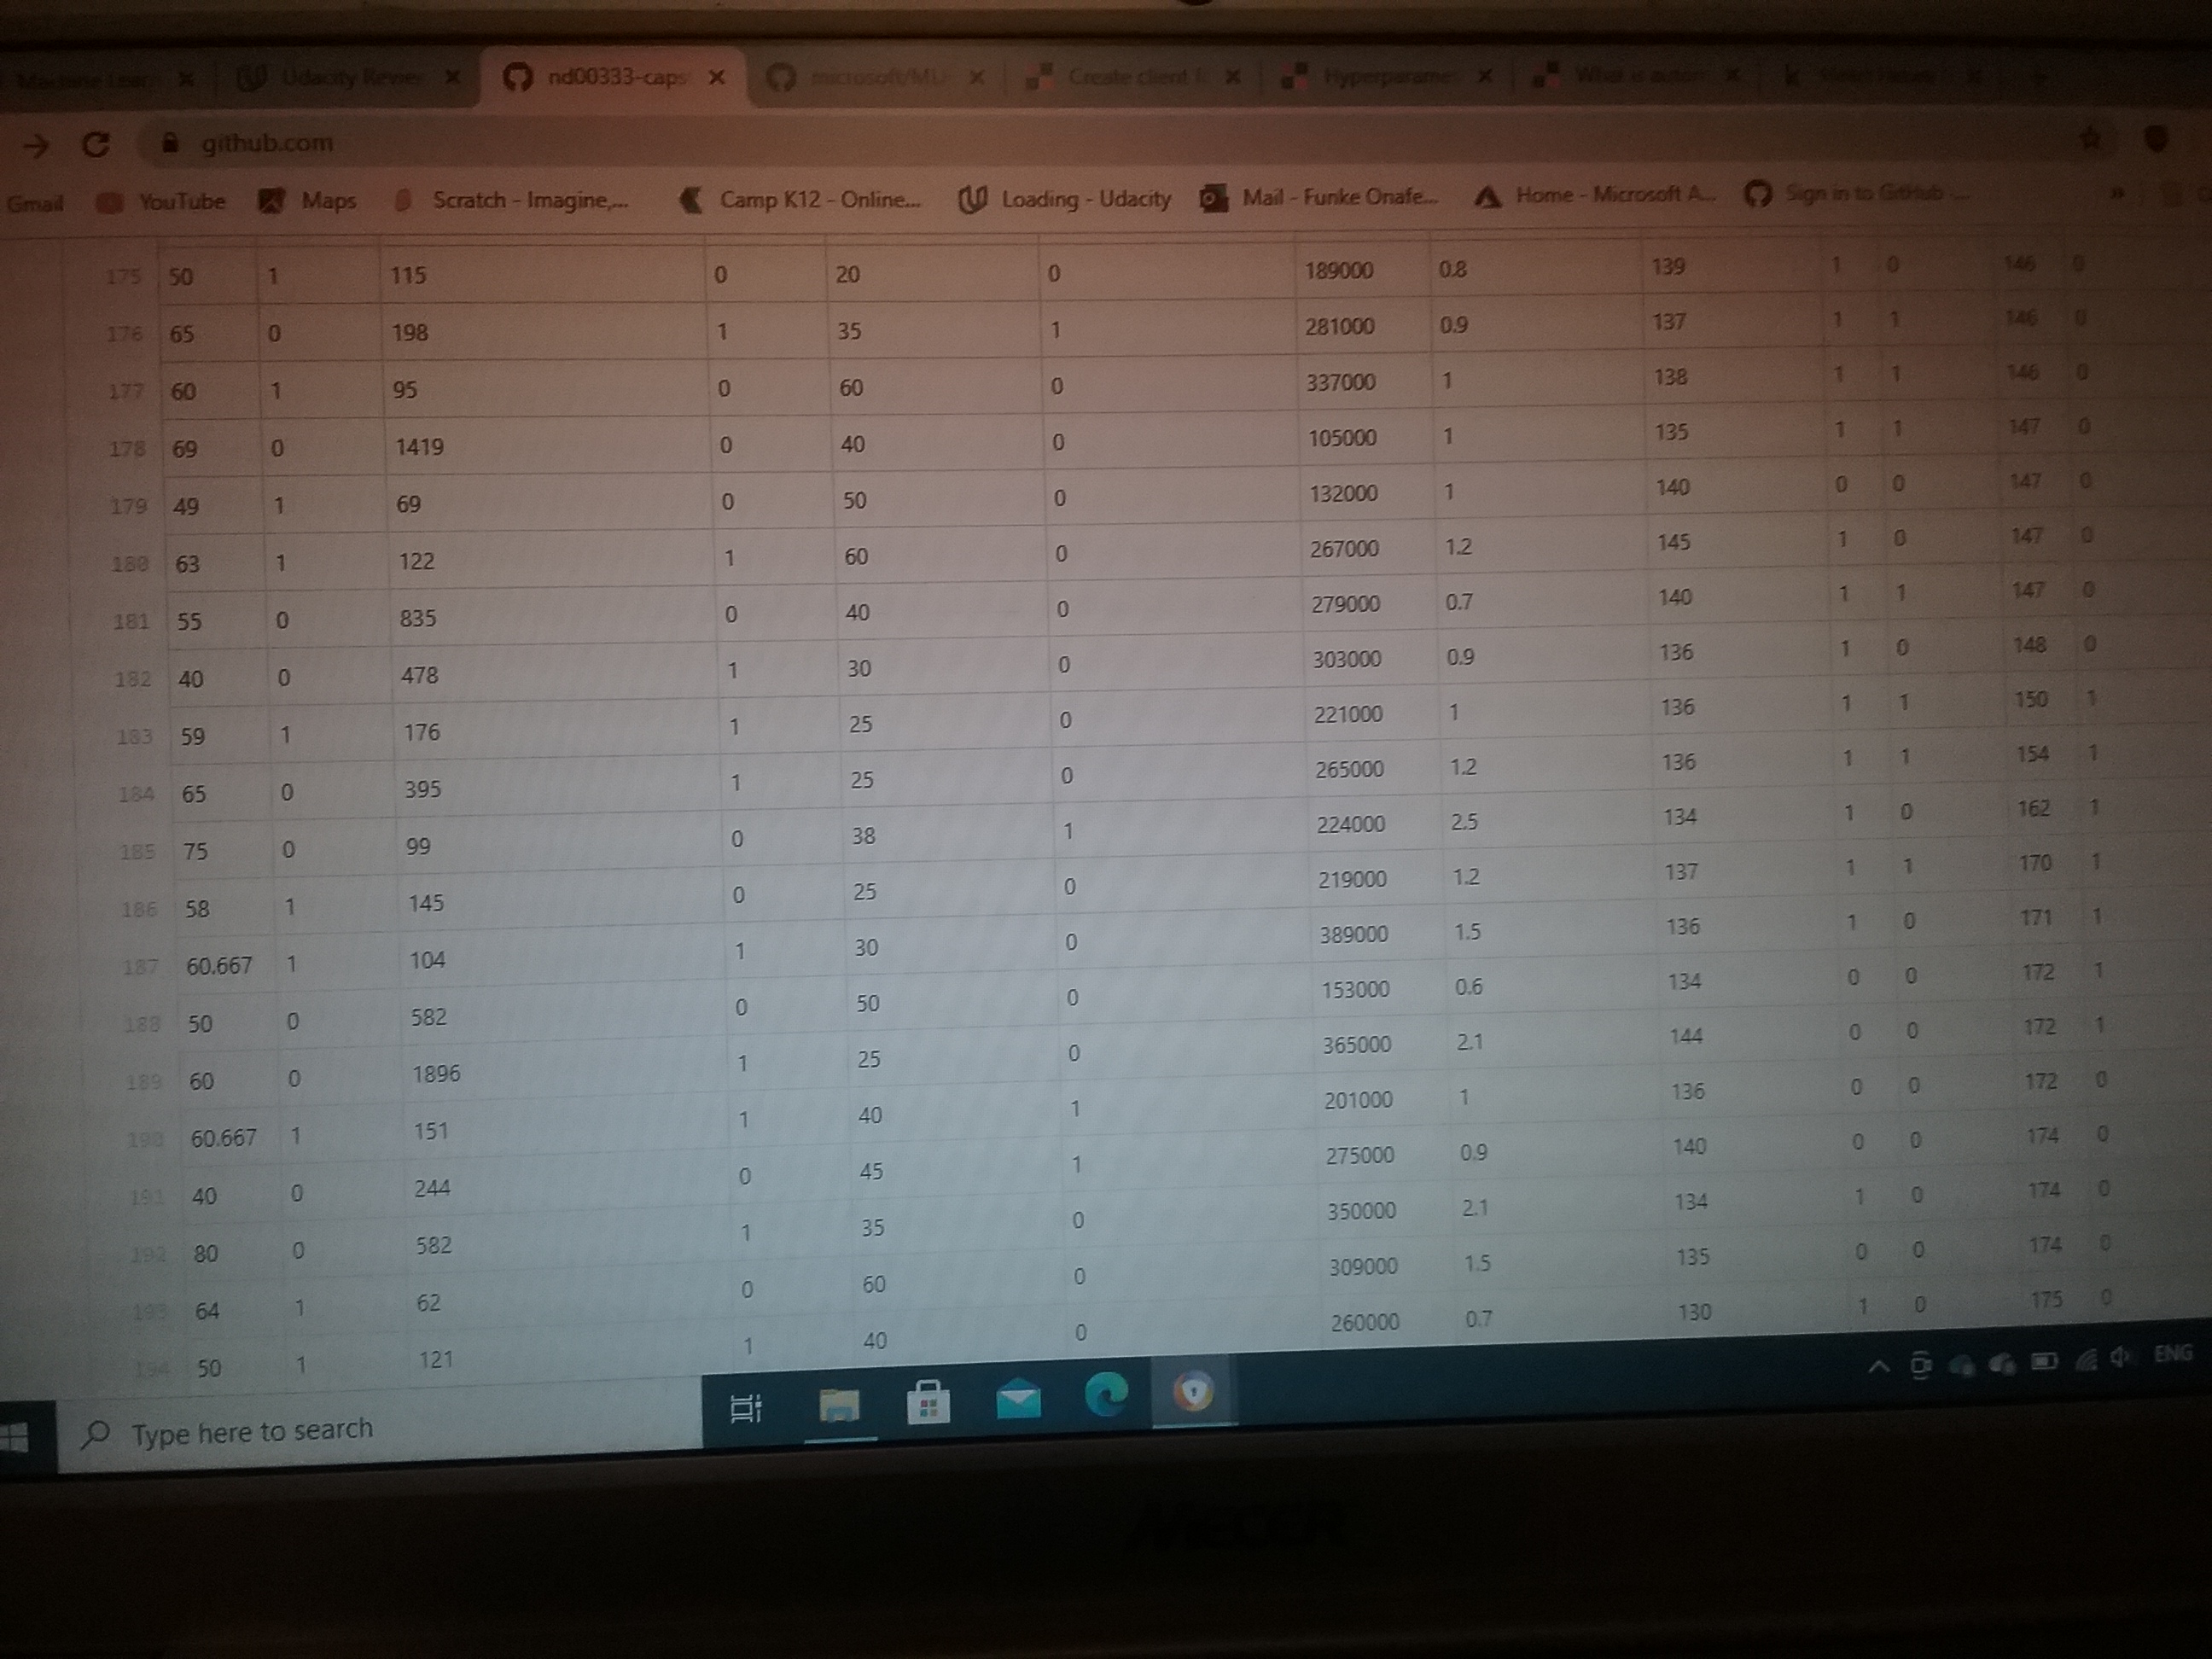 Udacity Review
nd00333-caps
microsoft/ML
Create client
Hyperparame
What is autom
github.com
Gmail YouTube Maps Scratch - Imagine,... Camp K12 - Online... Loading - Udacity Mail - Funke Onafe... Home - Microsoft A... Sign in to GitHub ... »
175 50 1 115 0 20 0 189000 0.8 139 1 0 146 0
176 65 0 198 1 35 1 281000 0.9 137 1 1 146 0
177 60 1 95 0 60 0 337000 1 138 1 1 146 0
178 69 0 1419 0 40 0 105000 1 135 1 1 147 0
179 49 1 69 0 50 0 132000 1 140 0 0 147 0
180 63 1 122 1 60 0 267000 1.2 145 1 0 147 0
181 55 0 835 0 40 0 279000 0.7 140 1 1 147 0
182 40 0 478 1 30 0 303000 0.9 136 1 0 148 0
183 59 1 176 1 25 0 221000 1 136 1 1 150 1
184 65 0 395 1 25 0 265000 1.2 136 1 1 154 1
185 75 0 99 0 38 1 224000 2.5 134 1 0 162 1
186 58 1 145 0 25 0 219000 1.2 137 1 1 170 1
187 60.667 1 104 1 30 0 389000 1.5 136 1 0 171 1
188 50 0 582 0 50 0 153000 0.6 134 0 0 172 1
189 60 0 1896 1 25 0 365000 2.1 144 0 0 172 1
190 60.667 1 151 1 40 1 201000 1 136 0 0 172 0
191 40 0 244 0 45 1 275000 0.9 140 0 0 174 0
192 80 0 582 1 35 0 350000 2.1 134 1 0 174 0
193 64 1 62 0 60 0 309000 1.5 135 0 0 174 0
194 50 1 121 1 40 0 260000 0.7 130 1 0 175 0
Type here to search
ENG